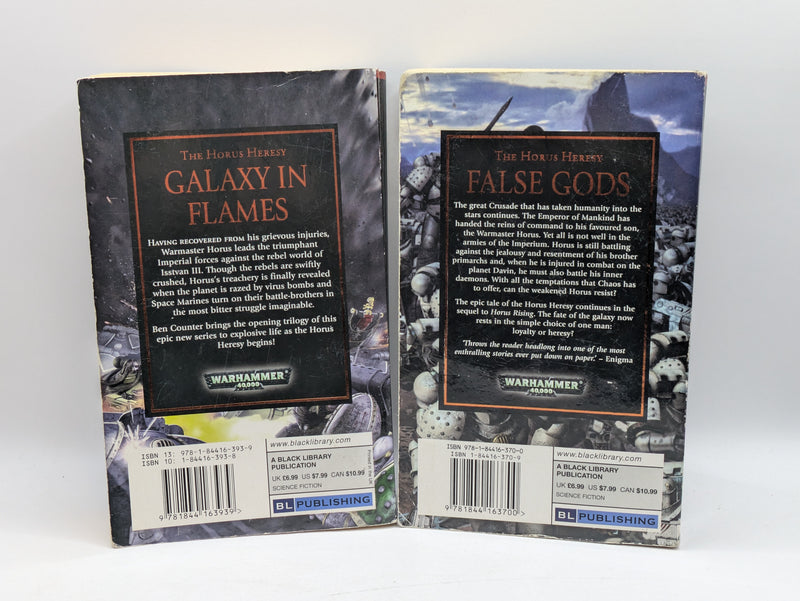 THE HORUS HERESY
GALAXY IN
FLAMES
HAVING RECOVERED FROM his grievous injuries,
Warmaster Horus leads the triumphant
Imperial forces against the rebel world of
Isstvan III. Though the rebels are swiftly
crushed, Horus's treachery is finally revealed
when the planet is razed by virus bombs and
Space Marines turn on their battle-brothers in
the most bitter struggle imaginable.
Ben Counter brings the opening trilogy of this
epic new series to explosive life as the Horus
Heresy begins!
WARHAMMER
40,000
ISBN 13: 978-1-84416-393-9
ISBN 10: 1-84416-393-8
9 781844 163939 >
www.blacklibrary.com
A BLACK LIBRARY
PUBLICATION
UK £6.99 US $7.99 CAN $10.99
SCIENCE FICTION
BL PUBLISHING
THE HORUS HERESY
FALSE GODS
The great Crusade that has taken humanity into the
stars continues. The Emperor of Mankind has
handed the reins of command to his favoured son,
the Warmaster Horus. Yet all is not well in the
armies of the Imperium. Horus is still battling
against the jealousy and resentment of his brother
primarchs and, when he is injured in combat on the
planet Davin, he must also battle his inner
daemons. With all the temptations that Chaos has
to offer, can the weakened Horus resist?
The epic tale of the Horus Heresy continues in the
sequel to Horus Rising. The fate of the galaxy now
rests in the simple choice of one man:
loyalty or heresy?
'Throws the reader headlong into one of the most
enthralling stories ever put down on paper.' – Enigma
WARHAMMER
40,000
ISBN 978-1-84416-370-0
ISBN 1-84416-370-9
9 781844 163700 >
www.blacklibrary.com
A BLACK LIBRARY
PUBLICATION
UK £6.99 US $7.99 CAN $10.99
SCIENCE FICTION
BL PUBLISHING